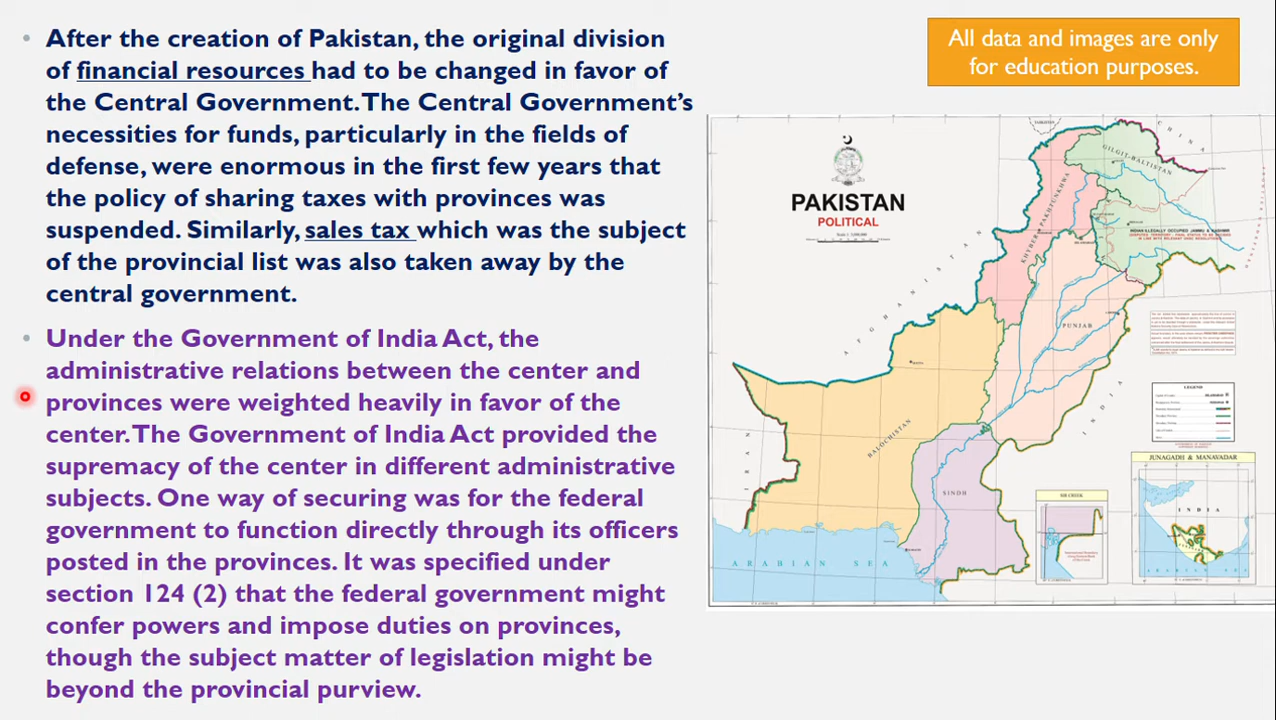 After the creation of Pakistan, the original division
of financial resources had to be changed in favor of
the Central Government. The Central Government's
necessities for funds, particularly in the fields of
defense, were enormous in the first few years that
the policy of sharing taxes with provinces was
suspended. Similarly, sales tax which was the subject
of the provincial list was also taken away by the
central government.
Under the Government of India Act, the
administrative relations between the center and
provinces were weighted heavily in favor of the
center. The Government of India Act provided the
supremacy of the center in different administrative
subjects. One way of securing was for the federal
government to function directly through its officers
posted in the provinces. It was specified under
section 124 (2) that the federal government might
confer powers and impose duties on provinces,
though the subject matter of legislation might be
beyond the provincial purview.
All data and images are only
for education purposes.
PAKISTAN
POLITICAL
CHINA
GILGIT-BALTISTAN
KHYBER PAKHTUNKHWA
INDIAN ILLEGALLY OCCUPIED JAMMU & KASHMIR
AFGHANISTAN
PUNJAB
LEGEND
INDIA
BALOCHISTAN
IRAN
SINDH
ARABIAN SEA
SIR CREEK
JUNAGADH & MANAVADAR
INDIA
ARABIAN SEA